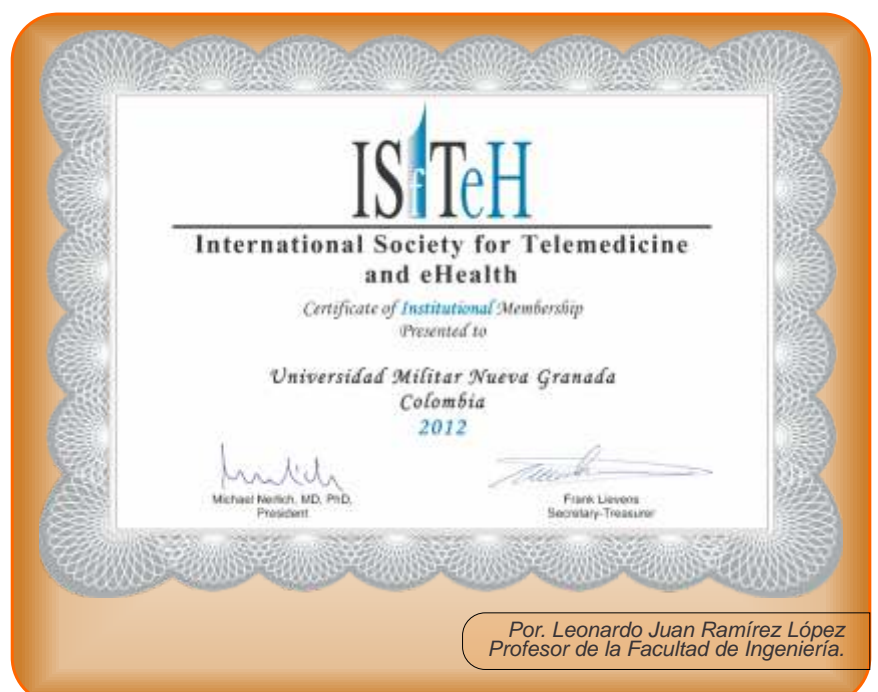 ISfTeH
International Society for Telemedicine
and eHealth
Certificate of Institutional Membership
Presented to
Universidad Militar Nueva Granada
Colombia
2012
Michael Nerlich, MD, PhD,
President
Frank Lievens
Secretary-Treasurer
Por. Leonardo Juan Ramírez López
Profesor de la Facultad de Ingeniería.